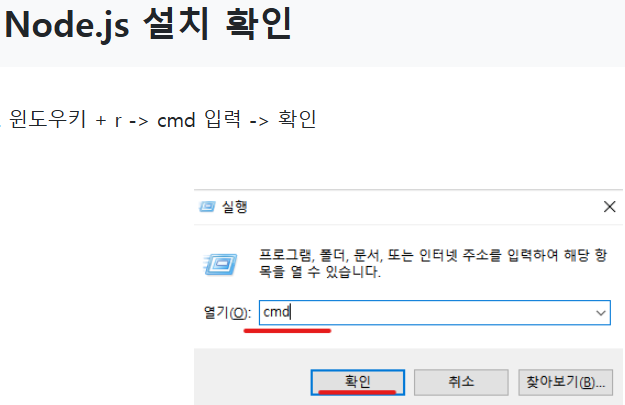 Node.js 설치 확인
윈도우키 + r -> cmd 입력 -> 확인
실행
프로그램, 폴더, 문서, 또는 인터넷 주소를 입력하여 해당 항
목을 열 수 있습니다.
열기(O): cmd
확인 취소 찾아보기(B)...